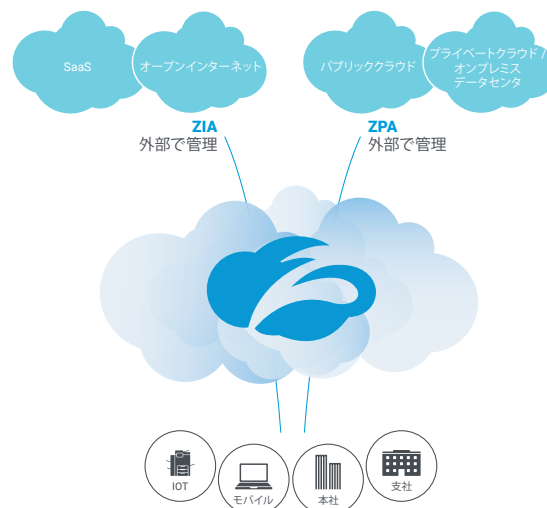 SaaS
オープンインターネット
パブリッククラウド
プライベートクラウド /
オンプレミス
データセンタ
ZIA
外部で管理
ZPA
外部で管理
IOT
モバイル
本社
支社